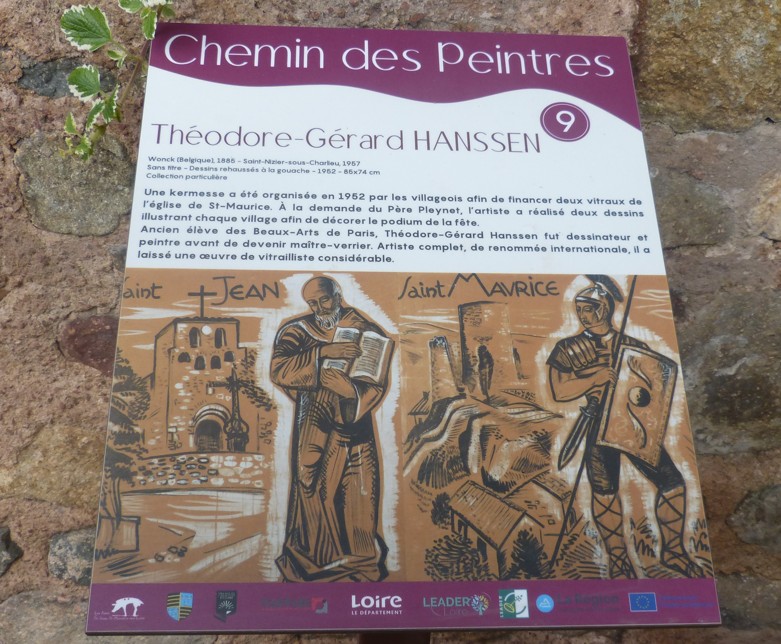 Chemin des Peintres
9
Théodore-Gérard HANSSEN
Wonck (Belgique), 1885 - Saint-Nizier-sous-Charlieu, 1957
Sans titre - Dessins rehaussés à la gouache - 1952 - 85x74 cm
Collection particulière
Une kermesse a été organisée en 1952 par les villageois afin de financer deux vitraux de
l'église de St-Maurice. À la demande du Père Pleynet, l'artiste a réalisé deux dessins
illustrant chaque village afin de décorer le podium de la fête.
Ancien élève des Beaux-Arts de Paris, Théodore-Gérard Hanssen fut dessinateur et
peintre avant de devenir maître-verrier. Artiste complet, de renommée internationale, il a
laissé une œuvre de vitrailliste considérable.
aint JEAN
Saint MAVRICE
Loire
LE DÉPARTEMENT
LEADER